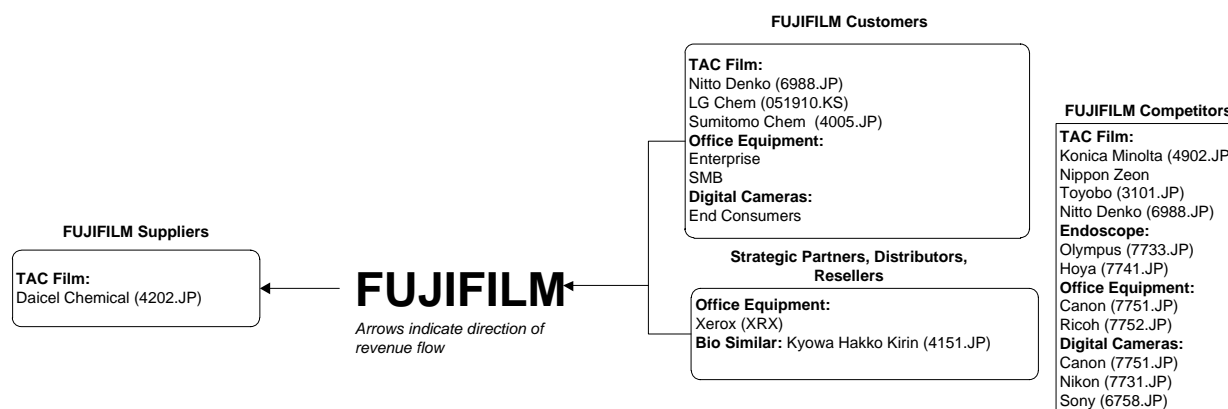 FUJIFILM Customers
TAC Film:
Nitto Denko (6988.JP)
LG Chem (051910.KS)
Sumitomo Chem (4005.JP)
Office Equipment:
Enterprise
SMB
Digital Cameras:
End Consumers
FUJIFILM Suppliers
TAC Film:
Daicel Chemical (4202.JP)
FUJIFILM
Arrows indicate direction of
revenue flow
Strategic Partners, Distributors,
Resellers
Office Equipment:
Xerox (XRX)
Bio Similar: Kyowa Hakko Kirin (4151.JP)
FUJIFILM Competitors
TAC Film:
Konica Minolta (4902.JP
Nippon Zeon
Toyobo (3101.JP)
Nitto Denko (6988.JP)
Endoscope:
Olympus (7733.JP)
Hoya (7741.JP)
Office Equipment:
Canon (7751.JP)
Ricoh (7752.JP)
Digital Cameras:
Canon (7751.JP)
Nikon (7731.JP)
Sony (6758.JP)